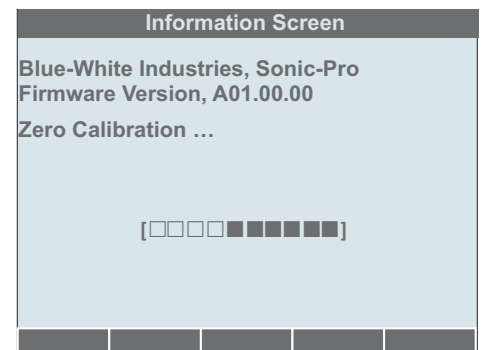 Information Screen
Blue-White Industries, Sonic-Pro
Firmware Version, A01.00.00
Zero Calibration …
[□□□□■■■■■■]